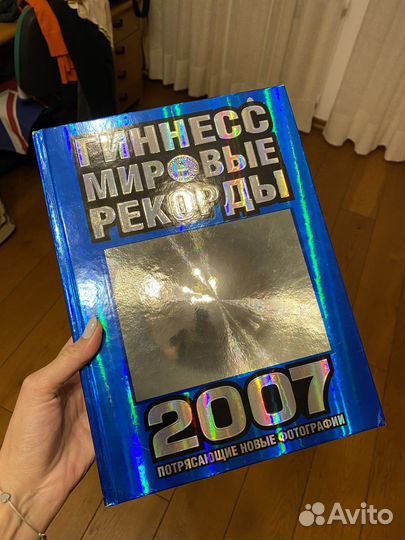 ГИННЕСС
МИРОВЫЕ
РЕКОРДЫ
2007
ПОТРЯСАЮЩИЕ НОВЫЕ ФОТОГРАФИИ
Avito